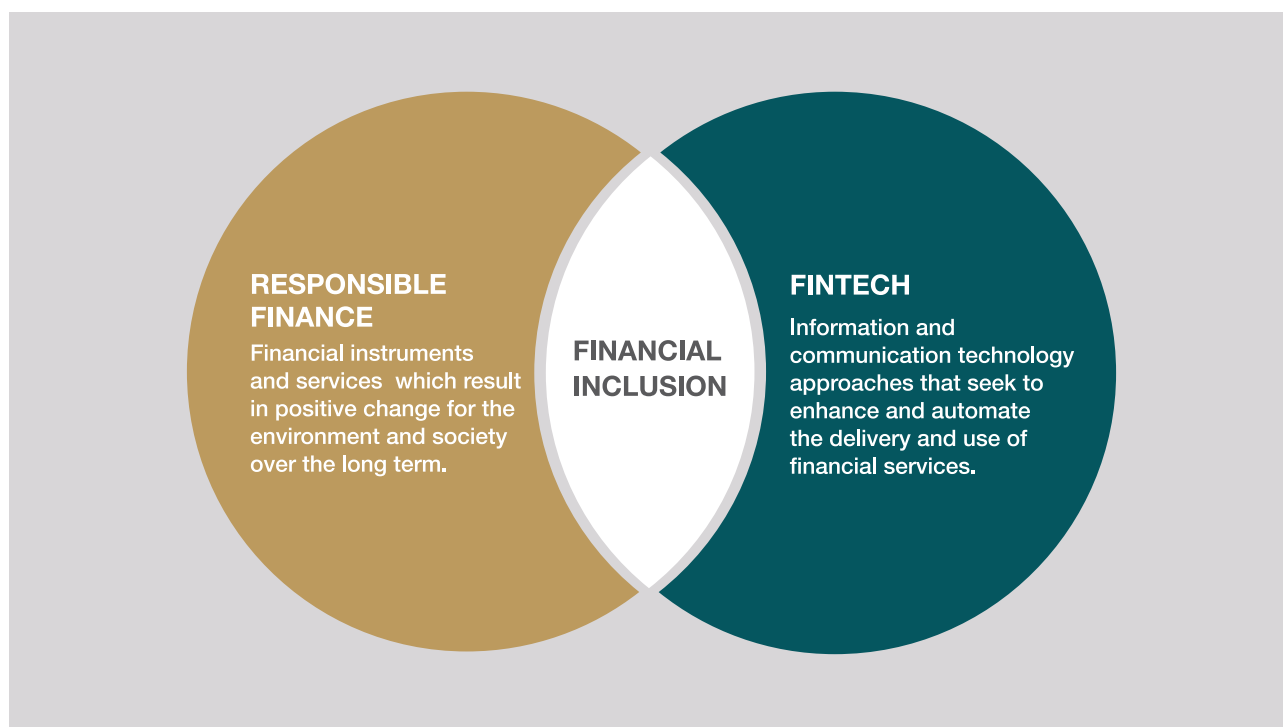 RESPONSIBLE
FINANCE
Financial instruments
and services which result
in positive change for the
environment and society
over the long term.
FINANCIAL
INCLUSION
FINTECH
Information and
communication technology
approaches that seek to
enhance and automate
the delivery and use of
financial services.